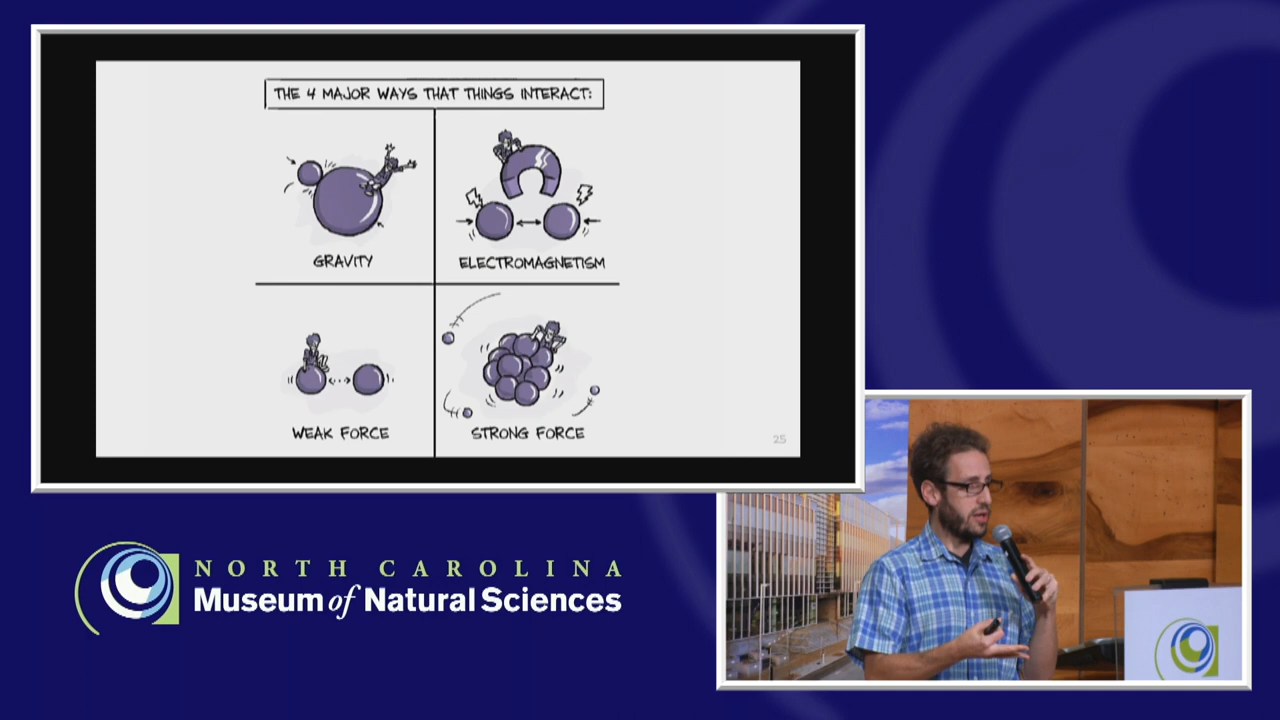 THE 4 MAJOR WAYS THAT THINGS INTERACT:
GRAVITY
ELECTROMAGNETISM
WEAK FORCE
STRONG FORCE
25
NORTH CAROLINA
Museum of Natural Sciences